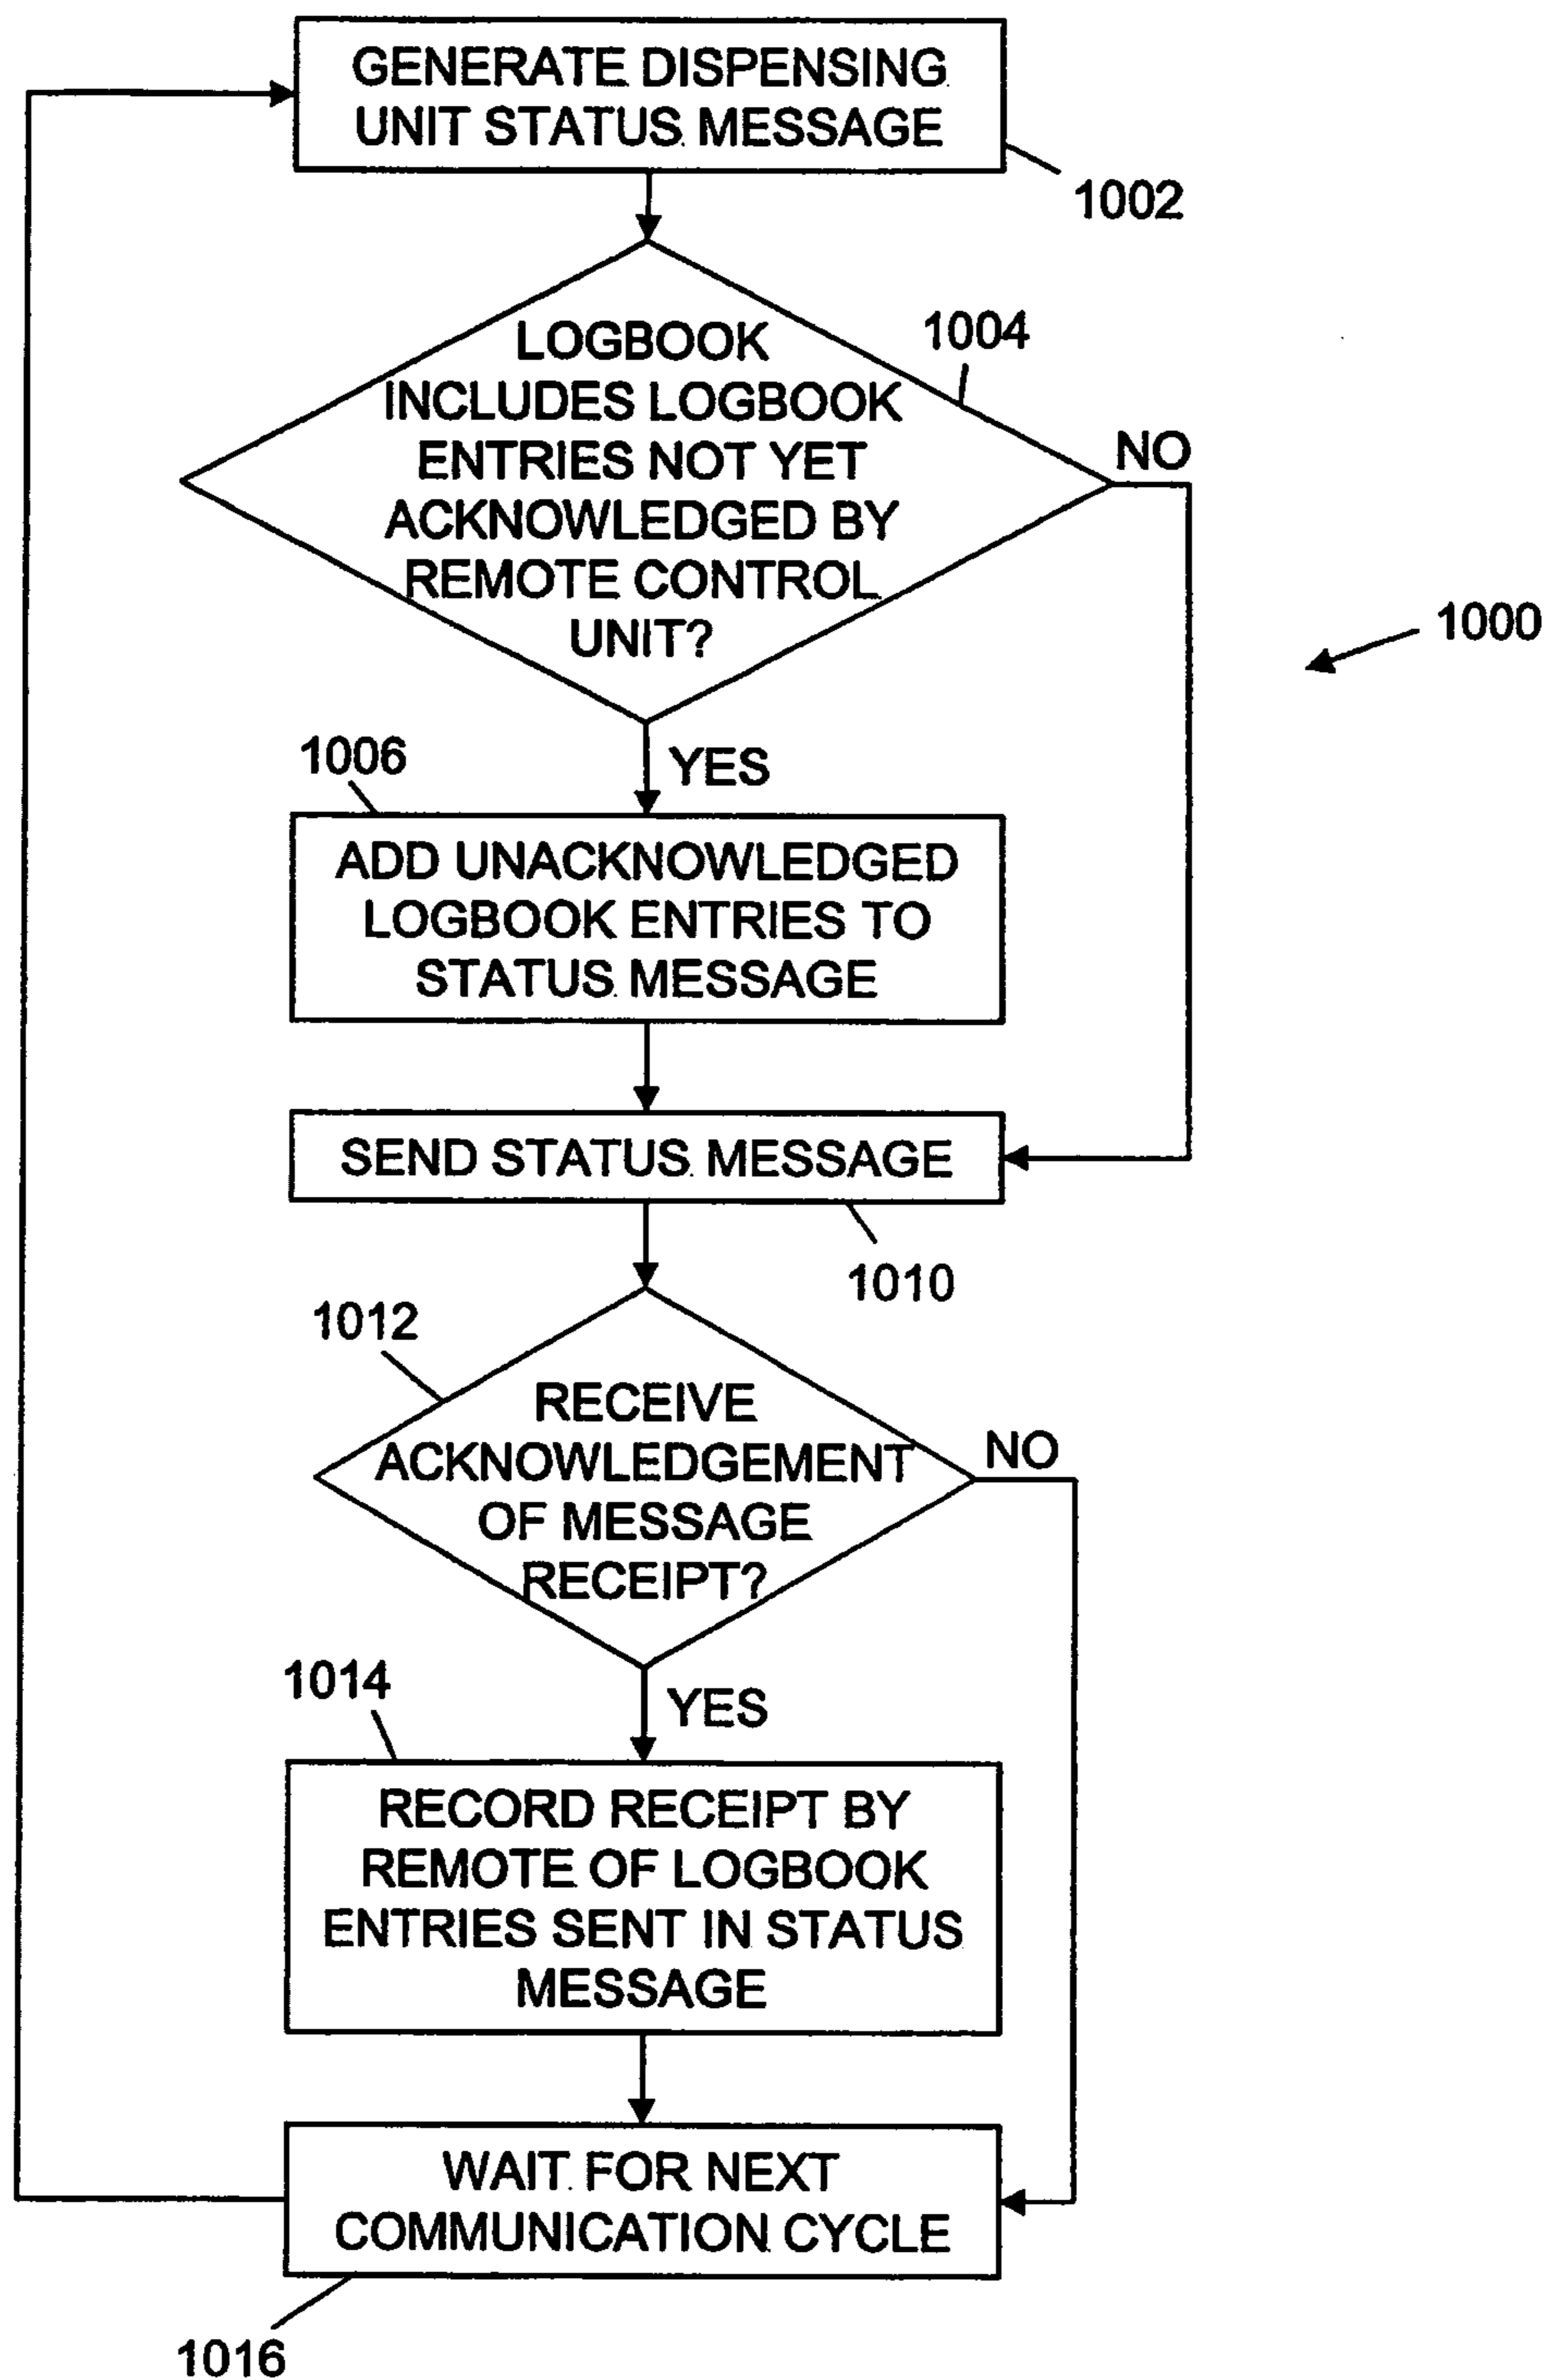 GENERATE DISPENSING
UNIT STATUS MESSAGE
1002
LOGBOOK
INCLUDES LOGBOOK
ENTRIES NOT YET
ACKNOWLEDGED BY
REMOTE CONTROL
UNIT?
1004
NO
1000
YES
1006
ADD UNACKNOWLEDGED
LOGBOOK ENTRIES TO
STATUS MESSAGE
SEND STATUS MESSAGE
1010
1012
RECEIVE
ACKNOWLEDGEMENT
OF MESSAGE
RECEIPT?
NO
YES
1014
RECORD RECEIPT BY
REMOTE OF LOGBOOK
ENTRIES SENT IN STATUS
MESSAGE
WAIT FOR NEXT
COMMUNICATION CYCLE
1016